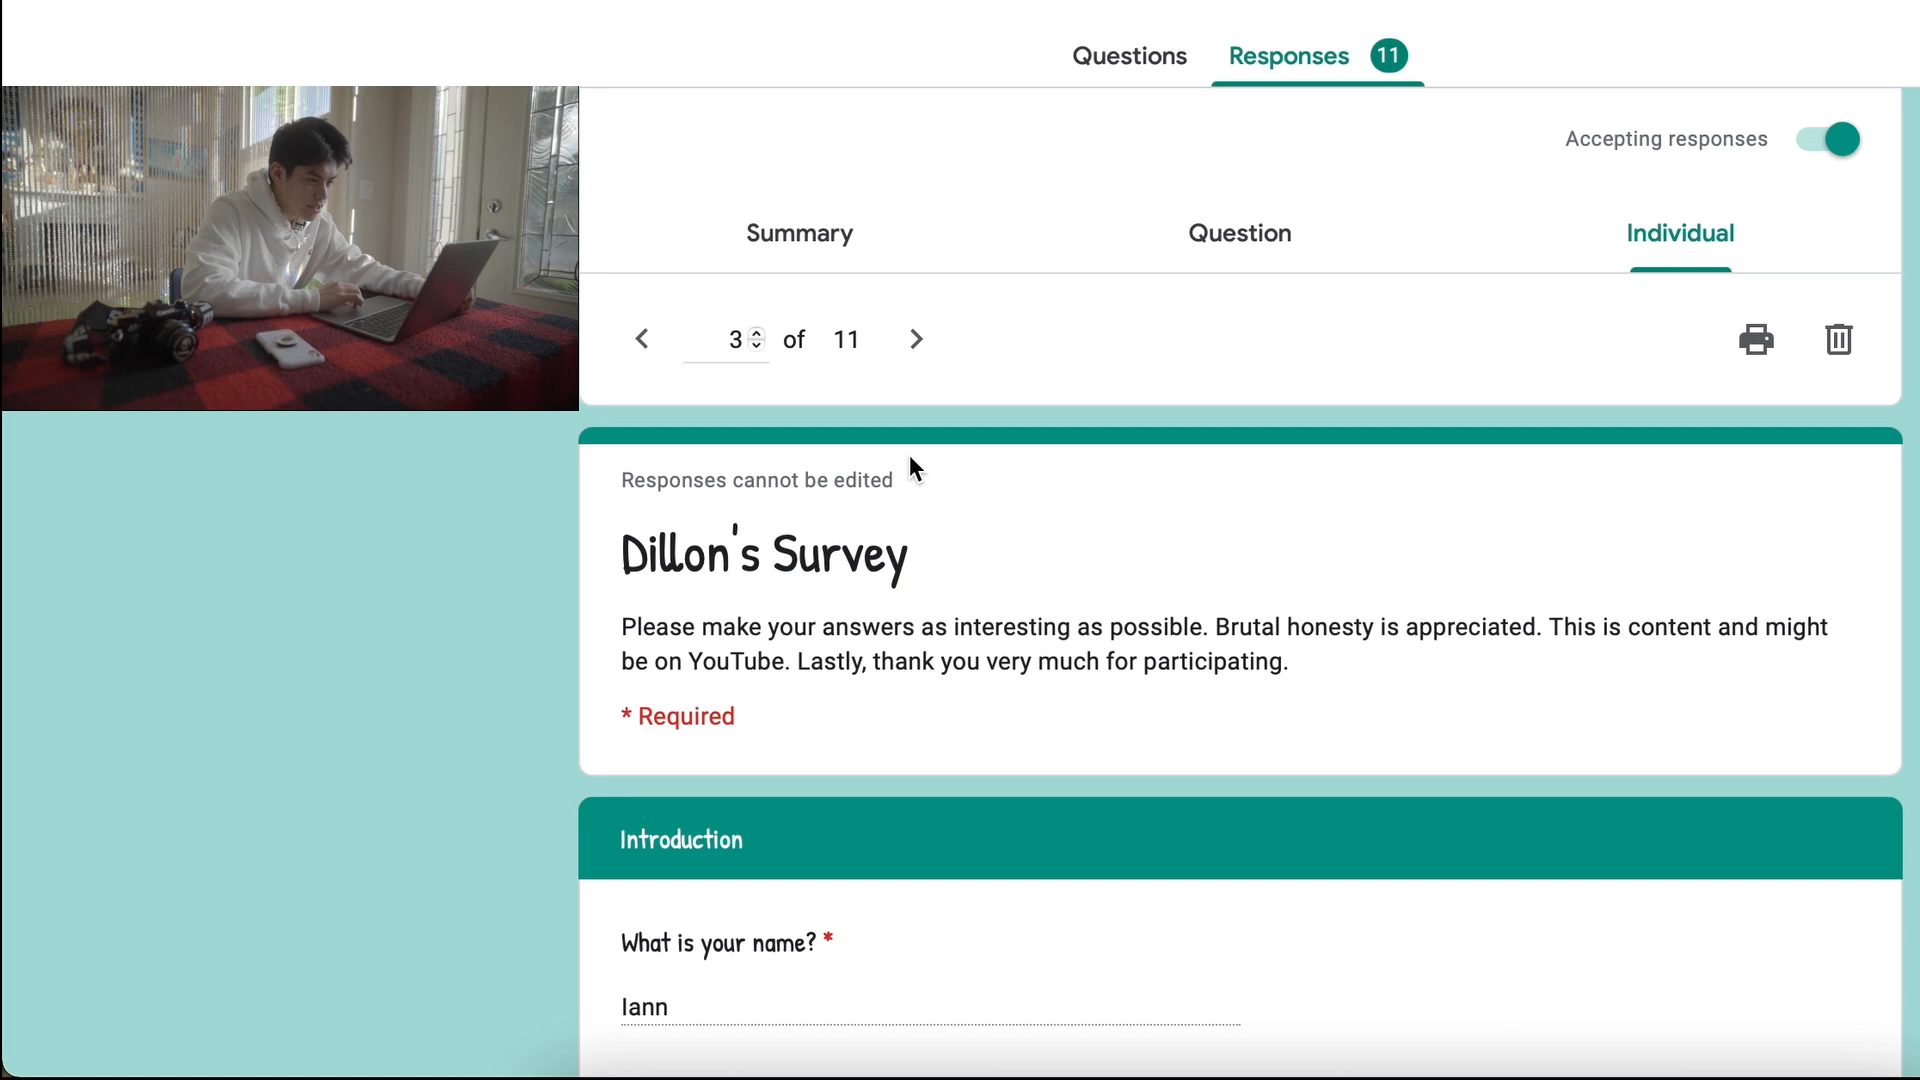 Questions Responses 11
Accepting responses
Summary Question Individual
3 of 11
Responses cannot be edited
Dillon's Survey
Please make your answers as interesting as possible. Brutal honesty is appreciated. This is content and might
be on YouTube. Lastly, thank you very much for participating.
* Required
Introduction
What is your name? *
Iann